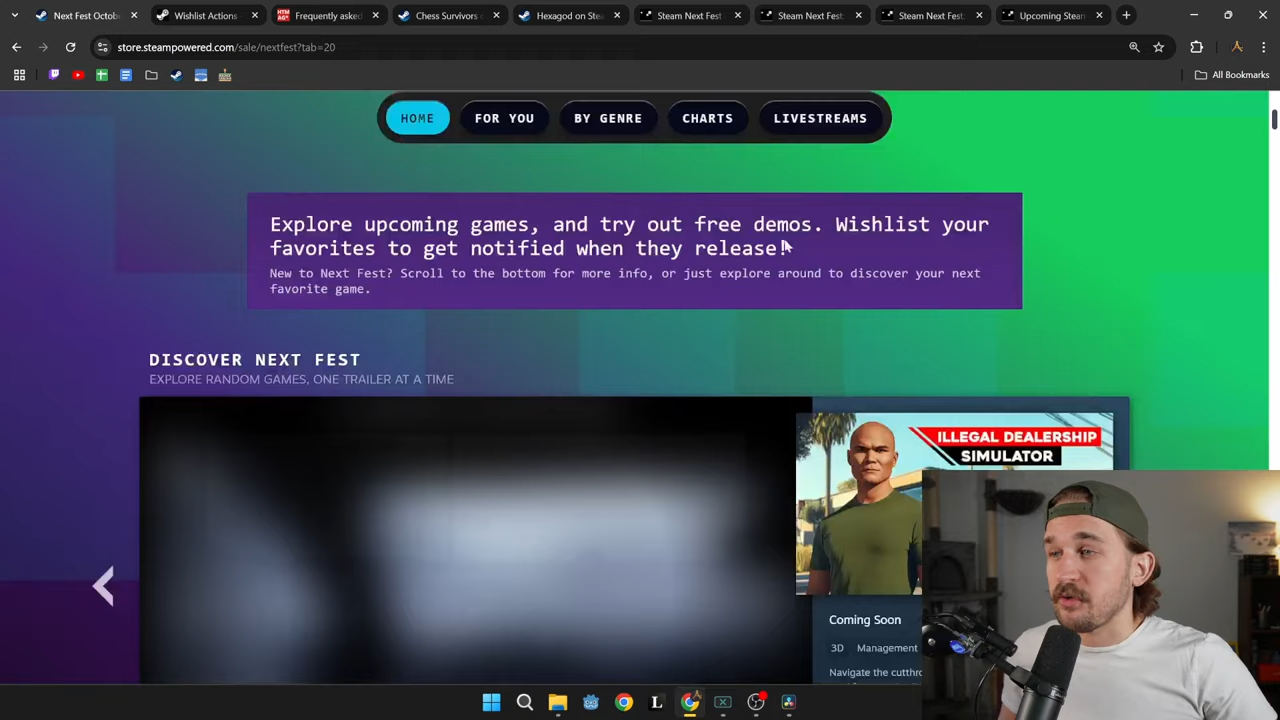 Next Fest Octob
Wishlist Actions -
Frequently asked
Chess Survivors o
Hexagod on Ste
Steam Next Fest
Steam Next Fest:
Steam Next Fest:
Upcoming Steam
store.steampowered.com/sale/nextfest?tab=20
All Bookmarks
HOME
FOR YOU
BY GENRE
CHARTS
LIVESTREAMS
Explore upcoming games, and try out free demos. Wishlist your
favorites to get notified when they release!
New to Next Fest? Scroll to the bottom for more info, or just explore around to discover your next
favorite game.
DISCOVER NEXT FEST
EXPLORE RANDOM GAMES, ONE TRAILER AT A TIME
ILLEGAL DEALERSHIP
SIMULATOR
Coming Soon
3D Management
Navigate the cutthro